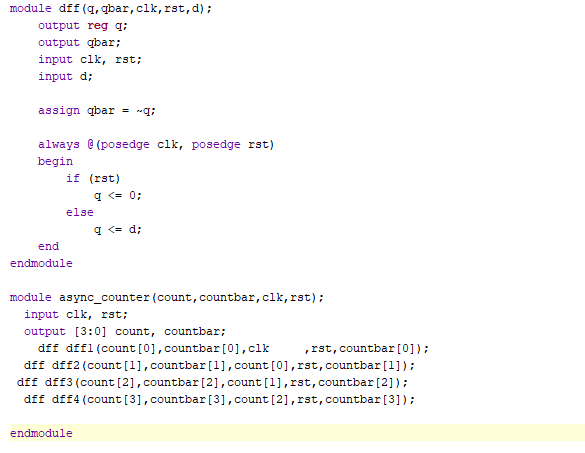 module dff(q,qbar,clk,rst,d);
    output reg q;
    output qbar;
    input clk, rst;
    input d;

    assign qbar = ~q;

    always @(posedge clk, posedge rst)
    begin
        if (rst)
            q <= 0;
        else
            q <= d;
    end
endmodule

module async_counter(count,countbar,clk,rst);
  input clk, rst;
  output [3:0] count, countbar;
    dff dff1(count[0],countbar[0],clk     ,rst,countbar[0]);
  dff dff2(count[1],countbar[1],count[0],rst,countbar[1]);
 dff dff3(count[2],countbar[2],count[1],rst,countbar[2]);
  dff dff4(count[3],countbar[3],count[2],rst,countbar[3]);

endmodule